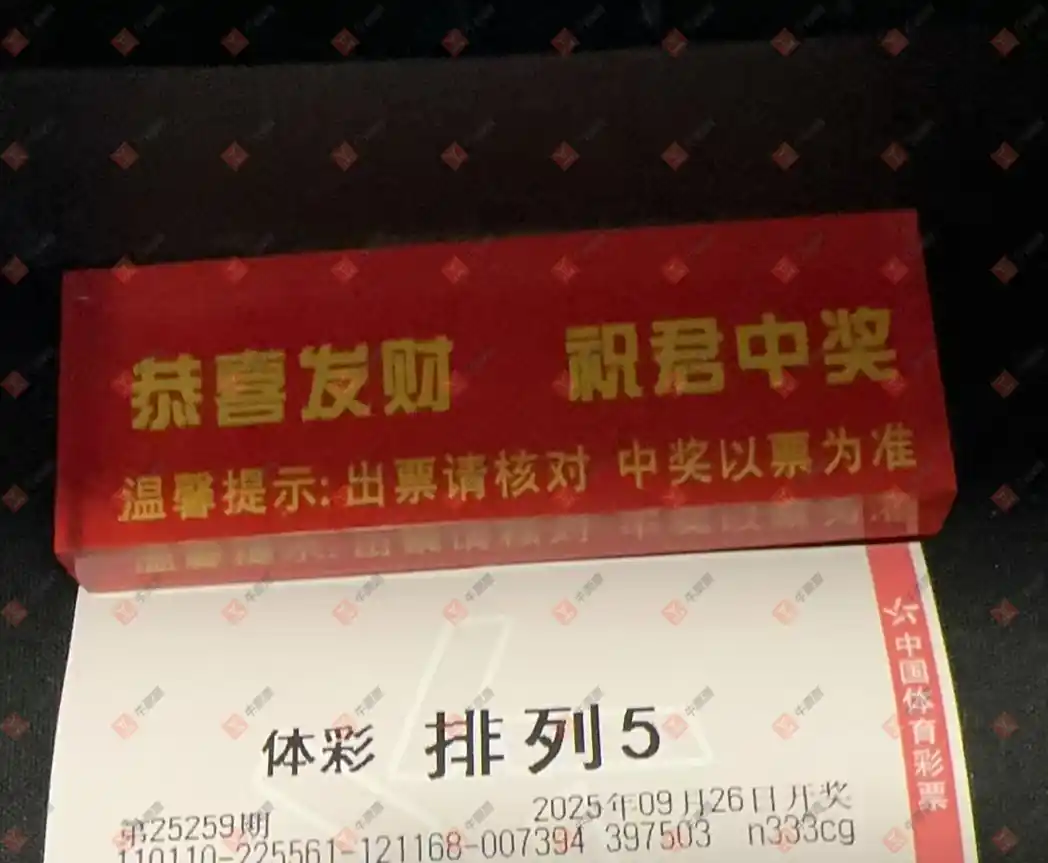 恭喜发财 祝君中奖
温馨提示:出票请核对 中奖以票为准
中国体育彩票
体彩 排列5
第25259期 2025年09月26日开奖
110110-225561-121168-007394 397503 n333cg